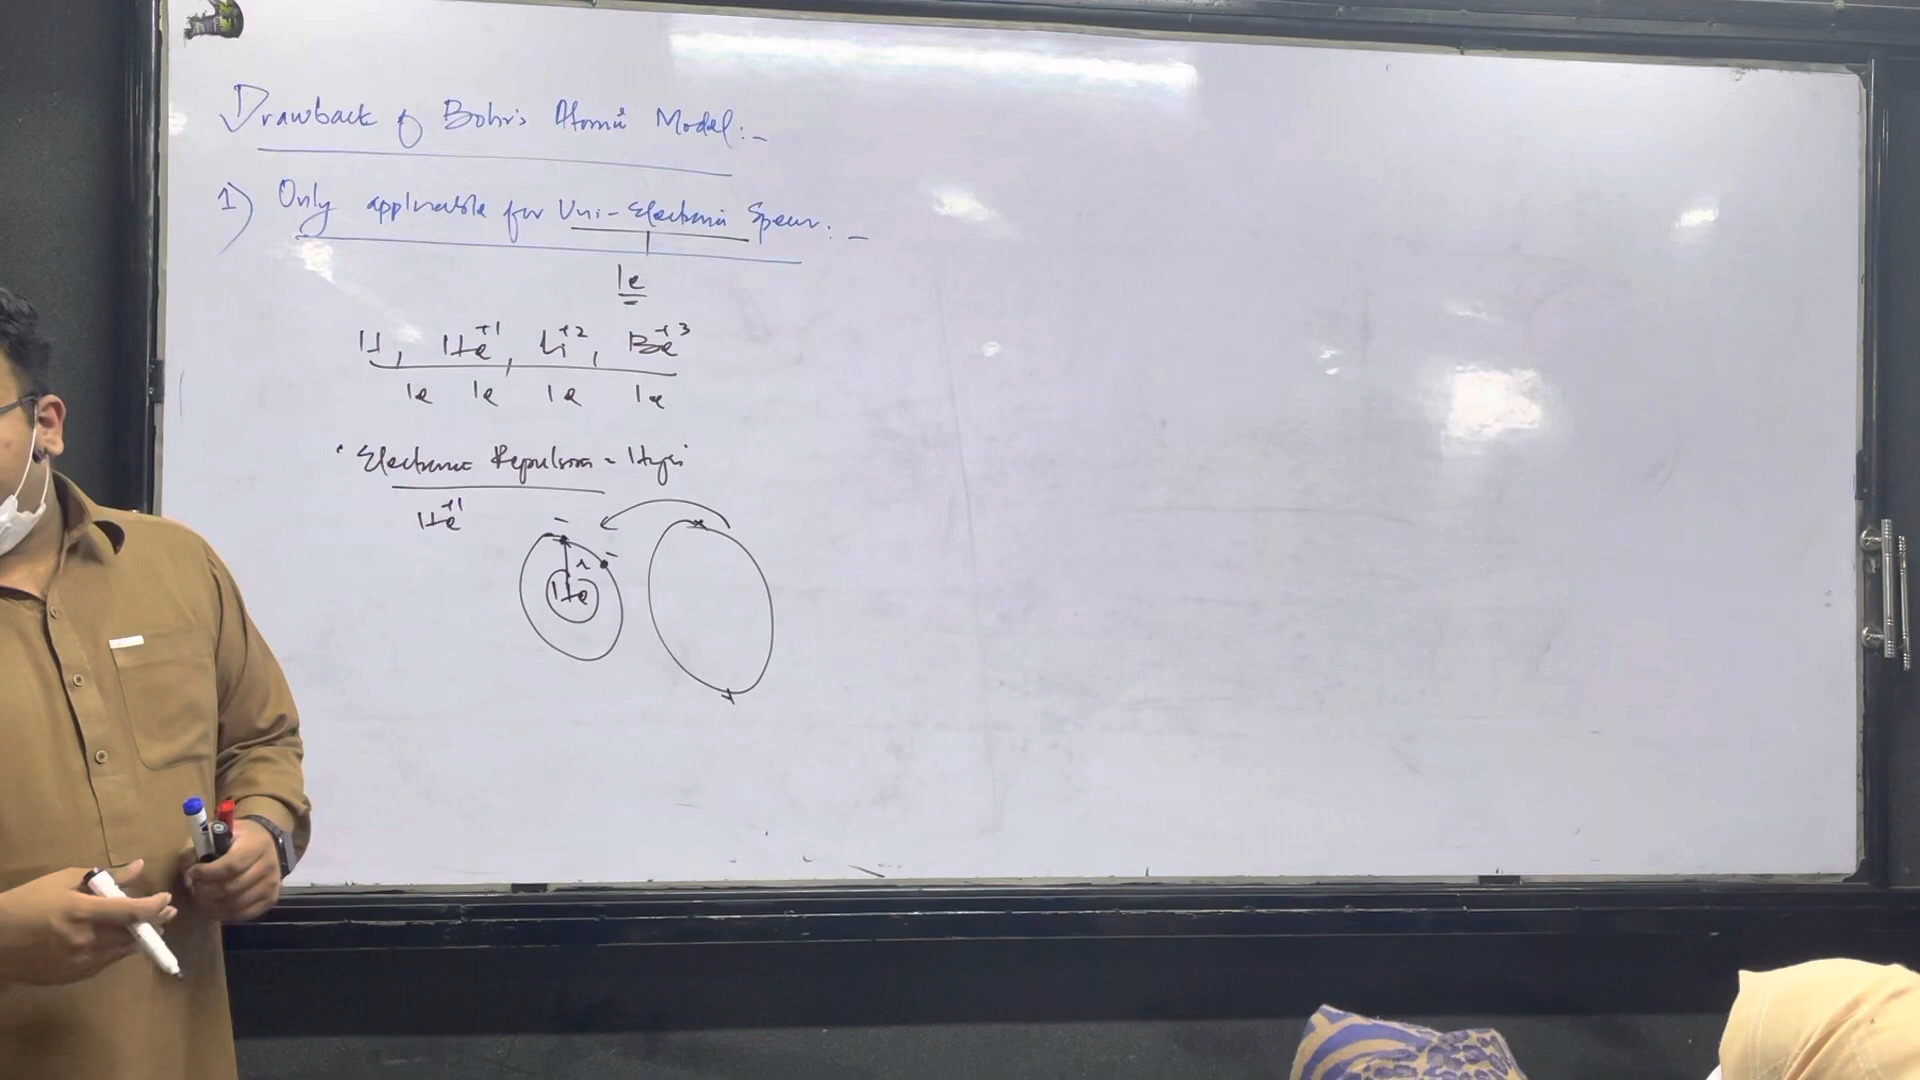 Drawback of Bohr's Atomic Model:-
1) Only applicable for Uni-Electronic Species:-
1e
H, He+1, Li+2, Be+3
1e 1e 1e 1e
• Electronic Repulsion =
He+1
He